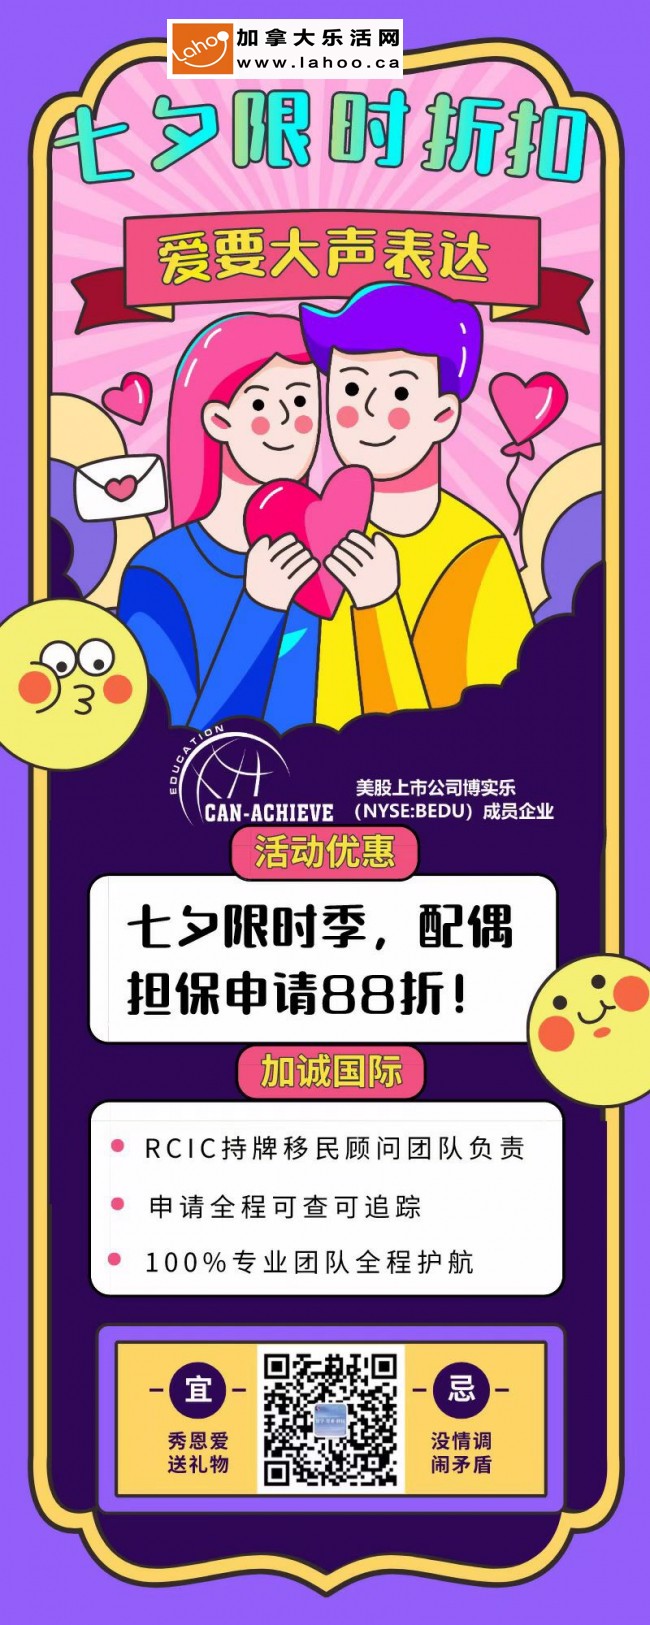 Lahoo
加拿大乐活网
www.lahoo.ca
七夕限时折扣
爱要大声表达
EDUCATION
CAN-ACHIEVE
美股上市公司博实乐
（NYSE:BEDU）成员企业
活动优惠
七夕限时季，配偶
担保申请88折！
加诚国际
RCIC持牌移民顾问团队负责
申请全程可查可追踪
100%专业团队全程护航
宜
秀恩爱
送礼物
忌
没情调
闹矛盾